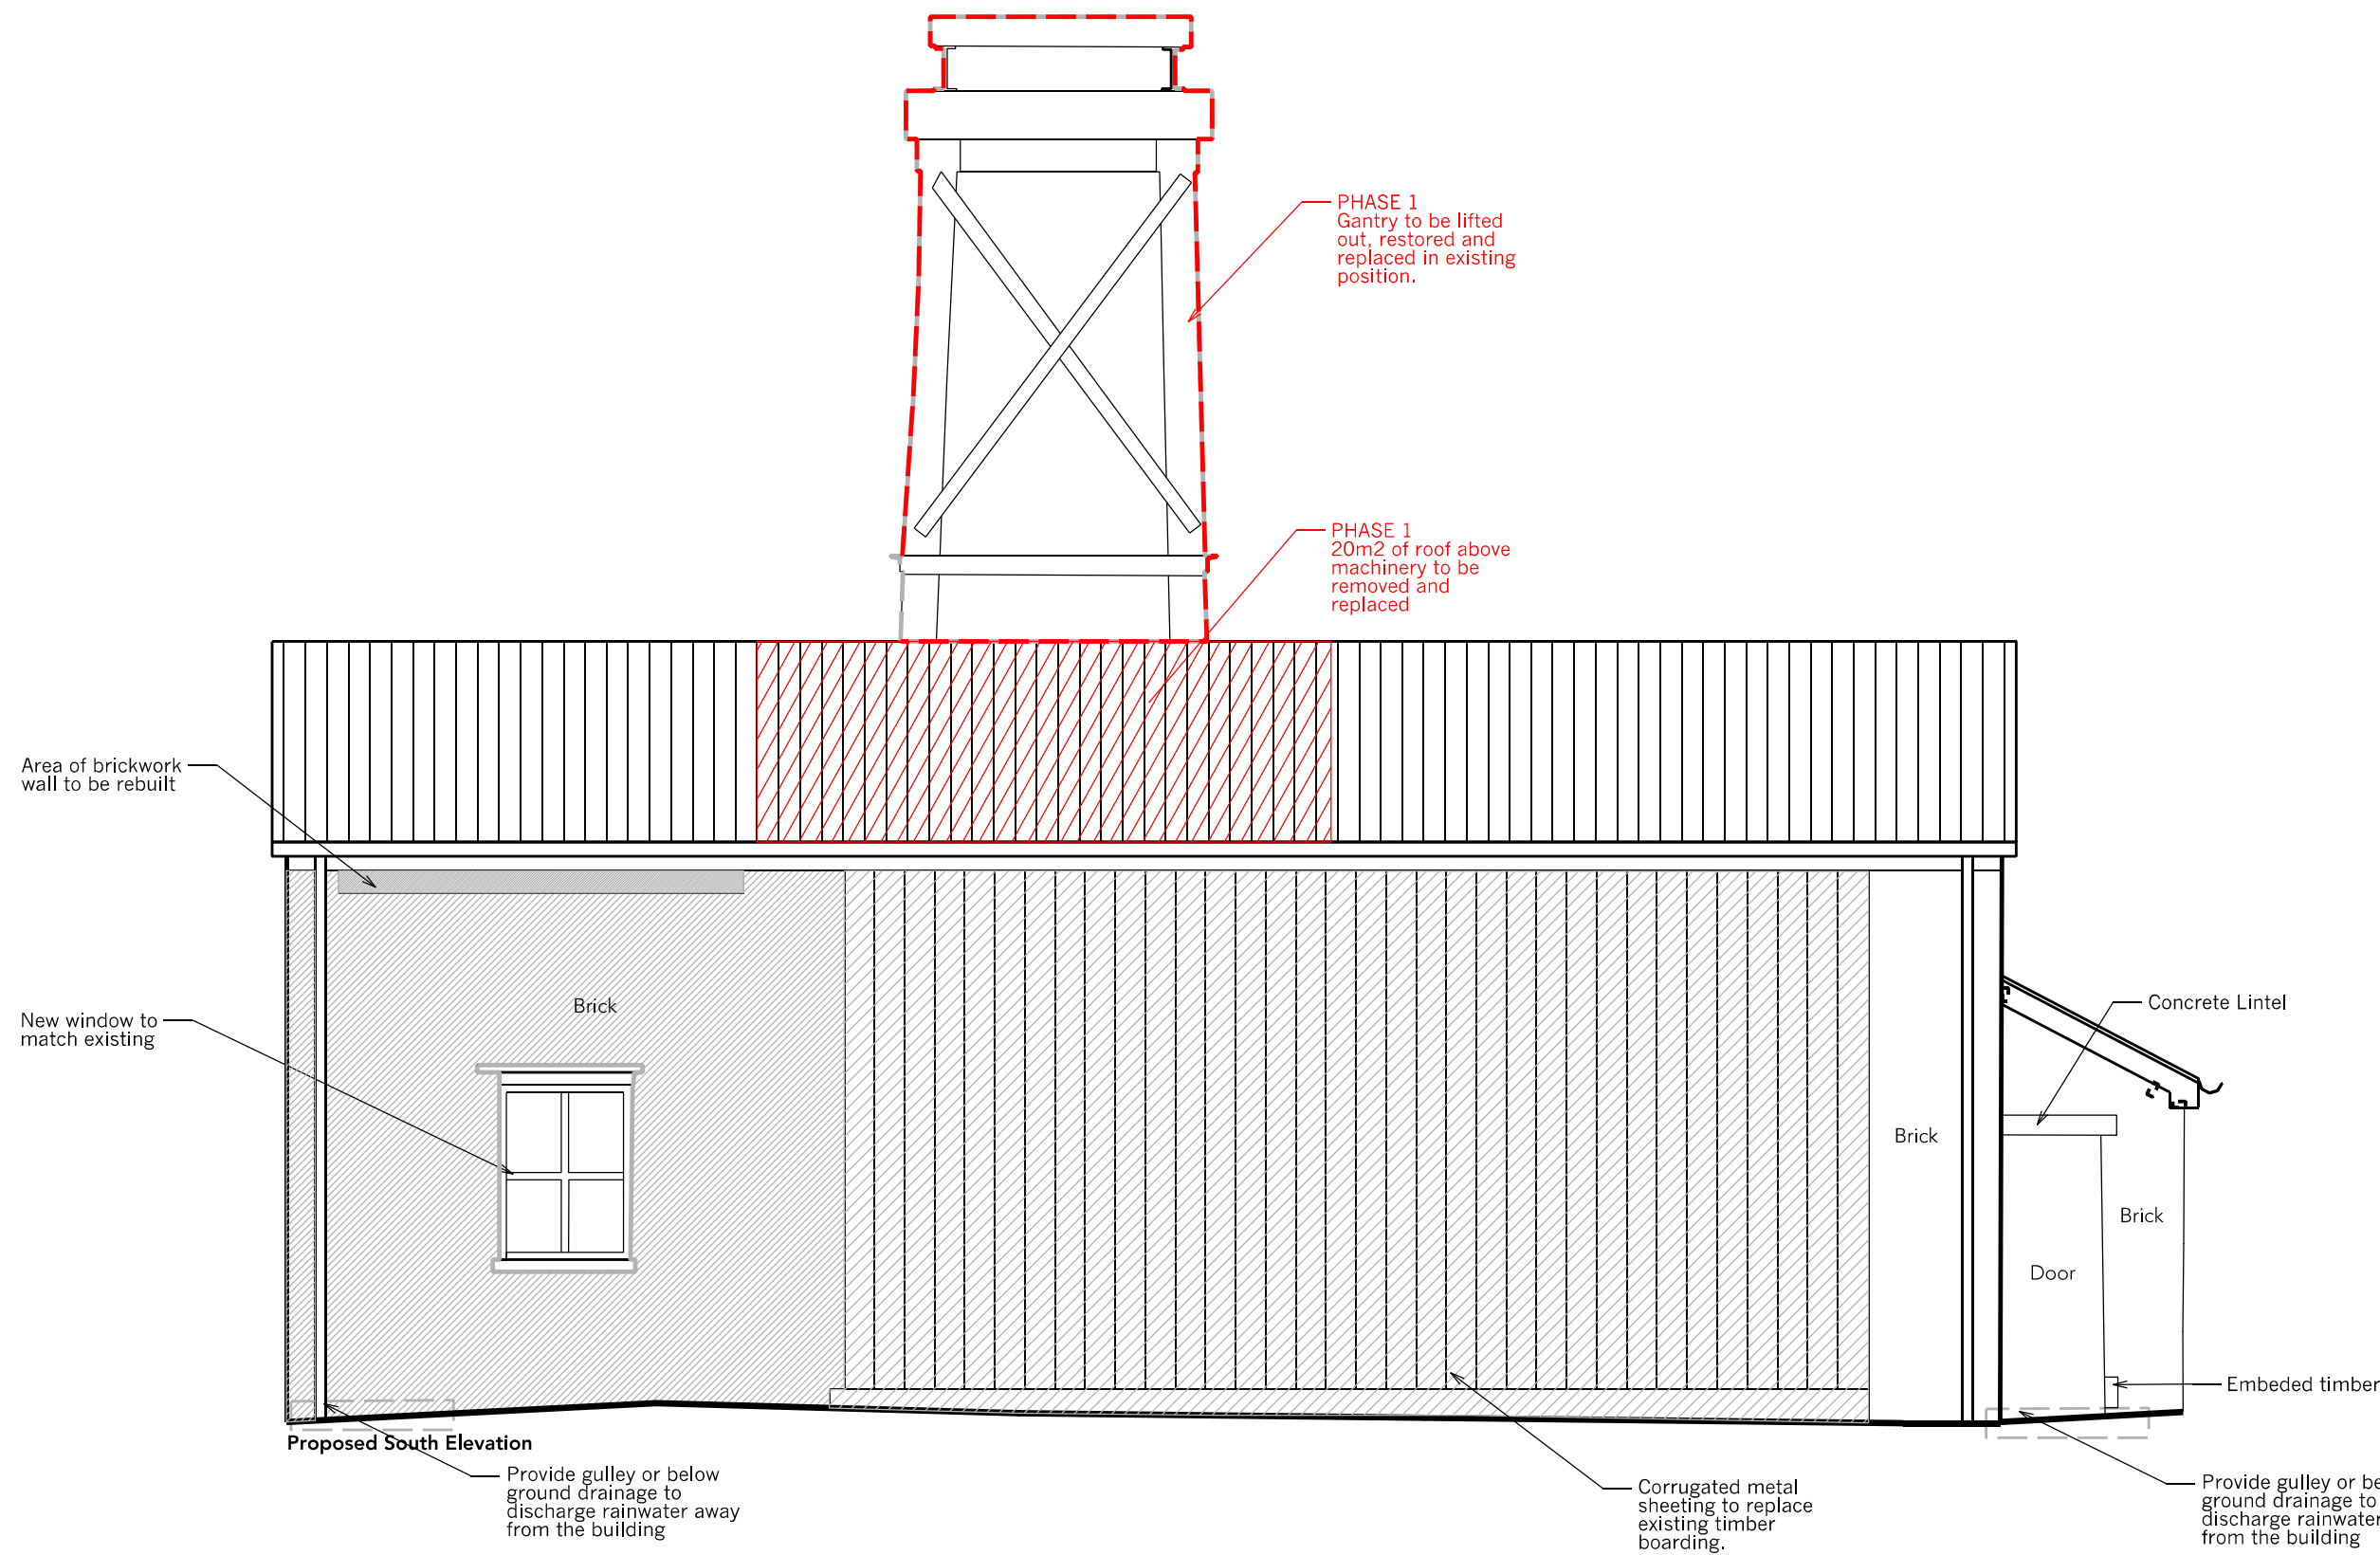 PHASE 1
Gantry to be lifted
out, restored and
replaced in existing
position.
PHASE 1
20m2 of roof above
machinery to be
removed and
replaced
Area of brickwork
wall to be rebuilt
New window to
match existing
Brick
Concrete Lintel
Brick
Brick
Door
Embeded timber
Proposed South Elevation
Provide gulley or below
ground drainage to
discharge rainwater away
from the building
Corrugated metal
sheeting to replace
existing timber
boarding.
Provide gulley or be
ground drainage to
discharge rainwater
from the building